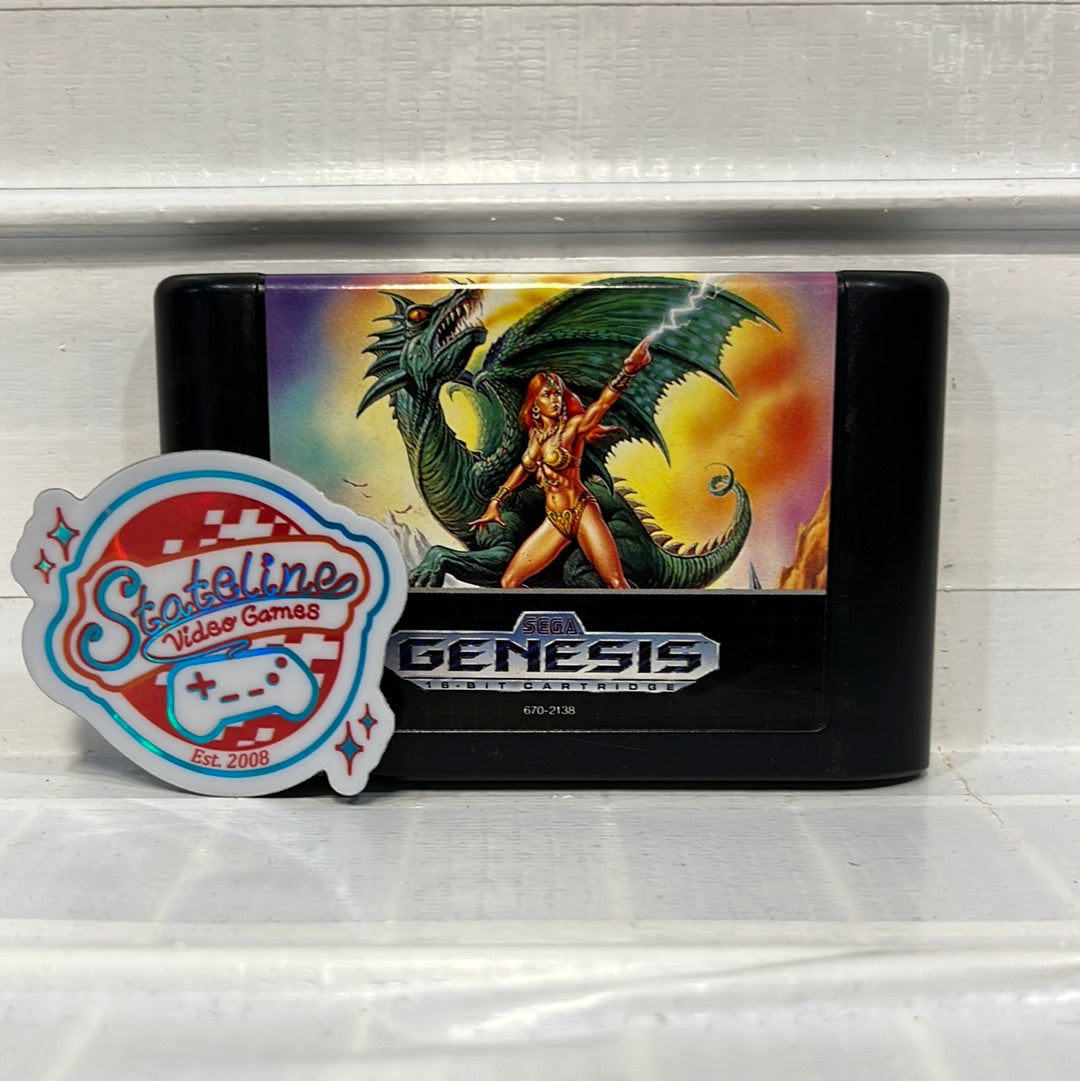 Stateline
Video Games
Est. 2008
SEGA
GENESIS
16-BIT CARTRIDGE
670-2138